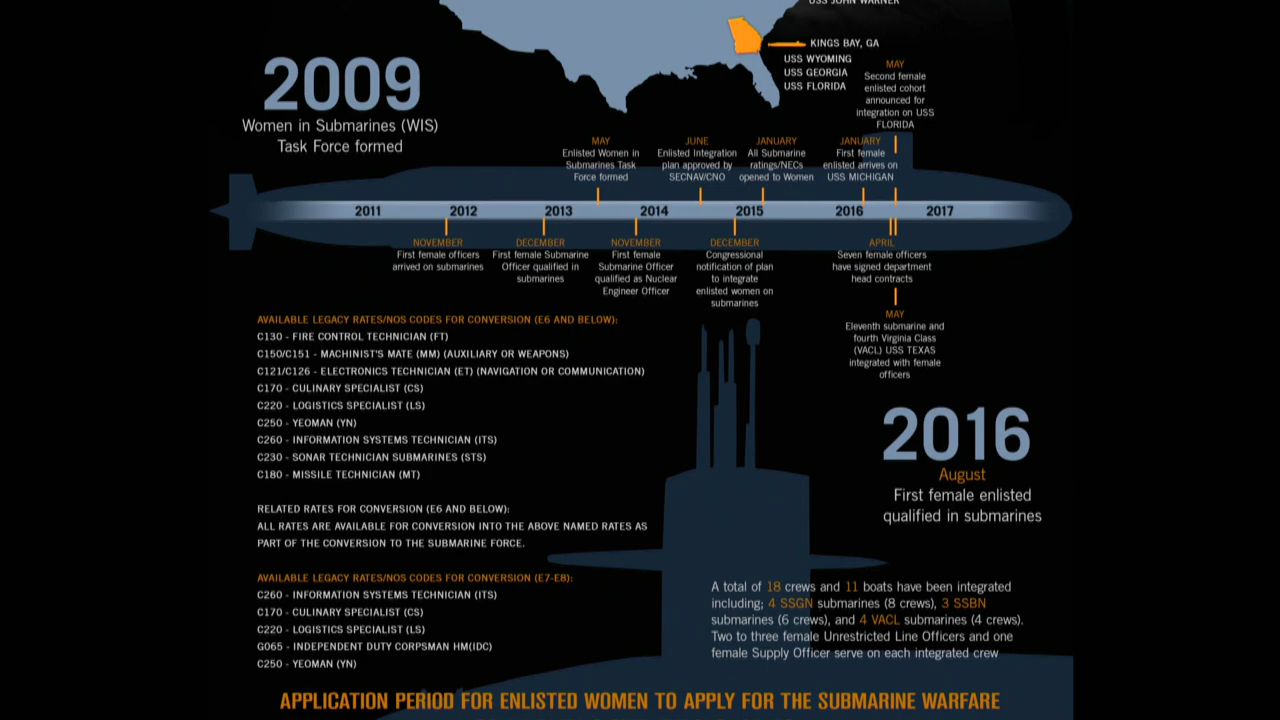 USS JOHN WARNER
KINGS BAY, GA
USS WYOMING
USS GEORGIA
USS FLORIDA
2009
Women in Submarines (WIS)
Task Force formed
MAY
Second female
enlisted cohort
announced for
integration on USS
FLORIDA
MAY
Enlisted Women in
Submarines Task
Force formed
JUNE
Enlisted Integration
plan approved by
SECNAV/CNO
JANUARY
All Submarine
ratings/NECs
opened to Women
JANUARY
First female
enlisted arrives on
USS MICHIGAN
2011 2012 2013 2014 2015 2016 2017
NOVEMBER
First female officers
arrived on submarines
DECEMBER
First female Submarine
Officer qualified in
submarines
NOVEMBER
First female
Submarine Officer
qualified as Nuclear
Engineer Officer
DECEMBER
Congressional
notification of plan
to integrate
enlisted women on
submarines
APRIL
Seven female officers
have signed department
head contracts
MAY
Eleventh submarine and
fourth Virginia Class
(VACL) USS TEXAS
integrated with female
officers
AVAILABLE LEGACY RATES/NOS CODES FOR CONVERSION (E6 AND BELOW):
C130 - FIRE CONTROL TECHNICIAN (FT)
C150/C151 - MACHINIST'S MATE (MM) (AUXILIARY OR WEAPONS)
C121/C126 - ELECTRONICS TECHNICIAN (ET) (NAVIGATION OR COMMUNICATION)
C170 - CULINARY SPECIALIST (CS)
C220 - LOGISTICS SPECIALIST (LS)
C250 - YEOMAN (YN)
C260 - INFORMATION SYSTEMS TECHNICIAN (ITS)
C230 - SONAR TECHNICIAN SUBMARINES (STS)
C180 - MISSILE TECHNICIAN (MT)
RELATED RATES FOR CONVERSION (E6 AND BELOW):
ALL RATES ARE AVAILABLE FOR CONVERSION INTO THE ABOVE NAMED RATES AS
PART OF THE CONVERSION TO THE SUBMARINE FORCE.
AVAILABLE LEGACY RATES/NOS CODES FOR CONVERSION (E7-E8):
C260 - INFORMATION SYSTEMS TECHNICIAN (ITS)
C170 - CULINARY SPECIALIST (CS)
C220 - LOGISTICS SPECIALIST (LS)
G065 - INDEPENDENT DUTY CORPSMAN HM(IDC)
C250 - YEOMAN (YN)
2016
August
First female enlisted
qualified in submarines
A total of 18 crews and 11 boats have been integrated
including; 4 SSGN submarines (8 crews), 3 SSBN
submarines (6 crews), and 4 VACL submarines (4 crews).
Two to three female Unrestricted Line Officers and one
female Supply Officer serve on each integrated crew
APPLICATION PERIOD FOR ENLISTED WOMEN TO APPLY FOR THE SUBMARINE WARFARE